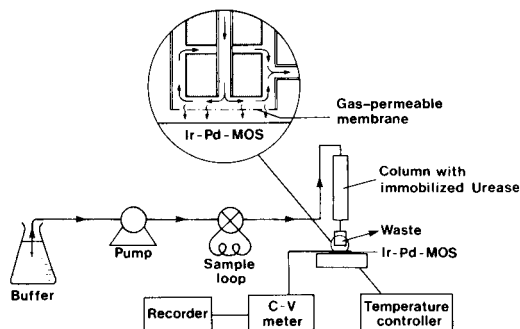 Gas-permeable
membrane
Ir-Pd-MOS
Column with
immobilized Urease
Waste
Ir-Pd-MOS
Pump
Sample
loop
Buffer
Recorder
C-V
meter
Temperature
controller